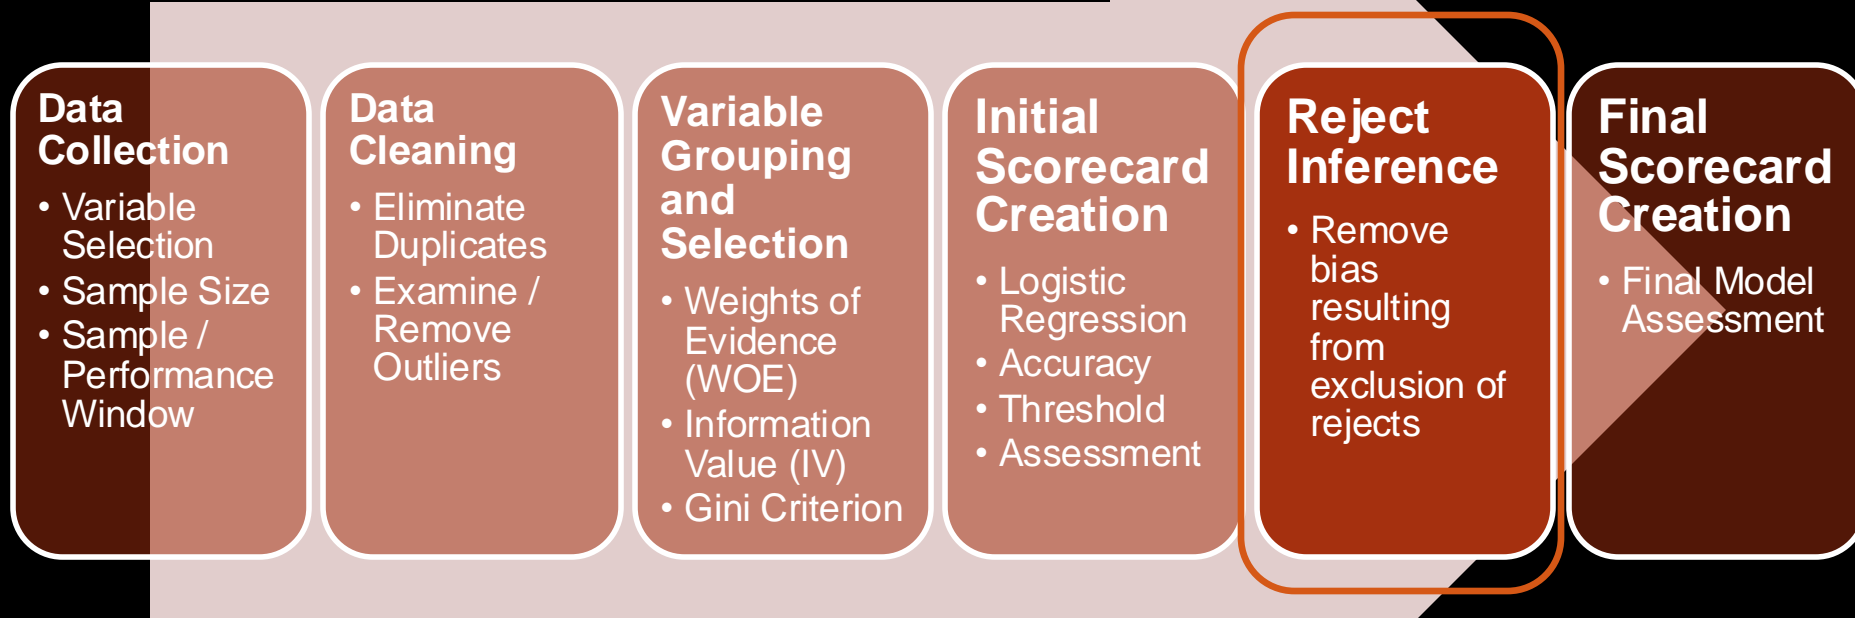 Data
Collection
• Variable
Selection
• Sample Size
• Sample /
Performance
Window
Data
Cleaning
• Eliminate
Duplicates
• Examine /
Remove
Outliers
Variable
Grouping
and
Selection
• Weights of
Evidence
(WOE)
• Information
Value (IV)
• Gini Criterion
Initial
Scorecard
Creation
• Logistic
Regression
• Accuracy
• Threshold
• Assessment
Reject
Inference
• Remove
bias
resulting
from
exclusion of
rejects
Final
Scorecard
Creation
• Final Model
Assessment